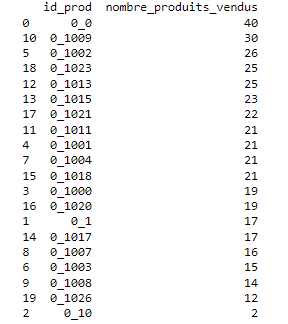 id_prod nombre_produits_vendus
0 0_0 40
10 0_1009 30
5 0_1002 26
18 0_1023 25
12 0_1013 25
13 0_1015 23
17 0_1021 22
11 0_1011 21
4 0_1001 21
7 0_1004 21
15 0_1018 21
3 0_1000 19
16 0_1020 19
1 0_1 17
14 0_1017 17
8 0_1007 16
6 0_1003 15
9 0_1008 14
19 0_1026 12
2 0_10 2